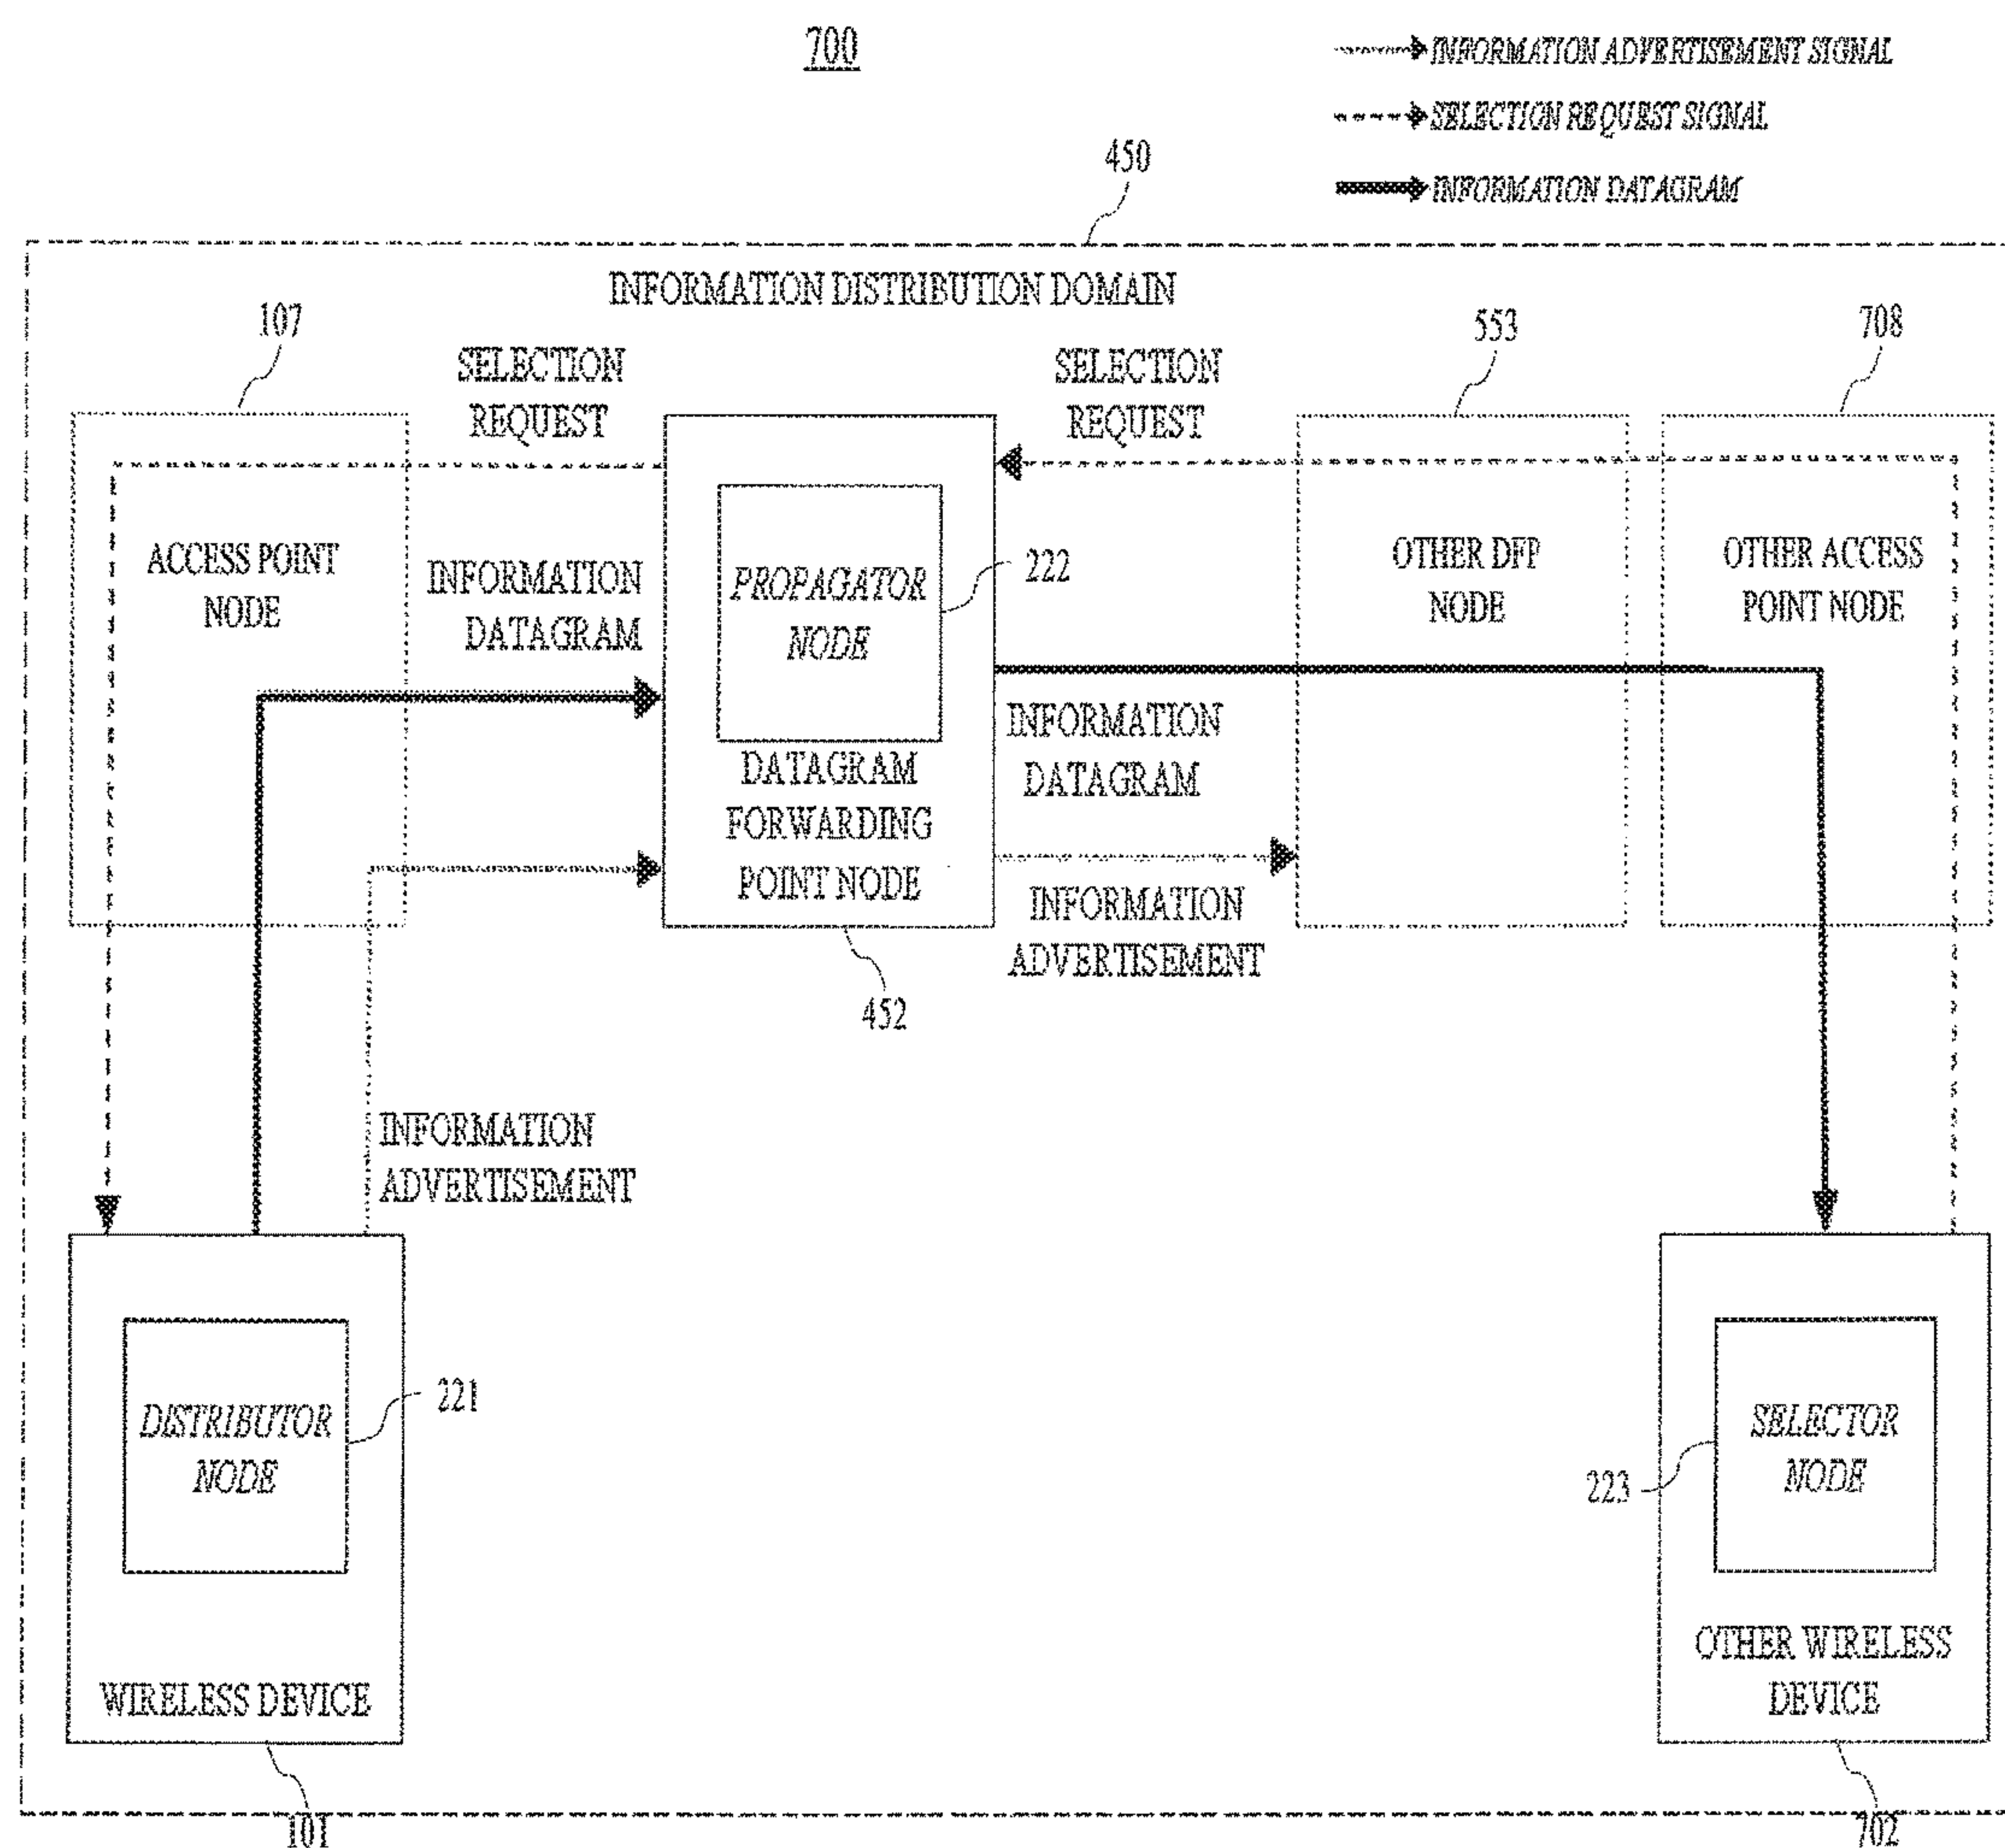 700
INFORMATION ADVERTISEMENT SIGNAL
SELECTION REQUEST SIGNAL
INFORMATION DATAGRAM
450
INFORMATION DISTRIBUTION DOMAIN
107
553
708
SELECTION
REQUEST
SELECTION
REQUEST
ACCESS POINT
NODE
INFORMATION
DATAGRAM
PROPAGATOR
NODE
222
OTHER DFP
NODE
OTHER ACCESS
POINT NODE
DATAGRAM
FORWARDING
POINT NODE
INFORMATION
DATAGRAM
INFORMATION
ADVERTISEMENT
452
INFORMATION
ADVERTISEMENT
DISTRIBUTOR
NODE
221
SELECTOR
NODE
223
WIRELESS DEVICE
OTHER WIRELESS
DEVICE
101
702